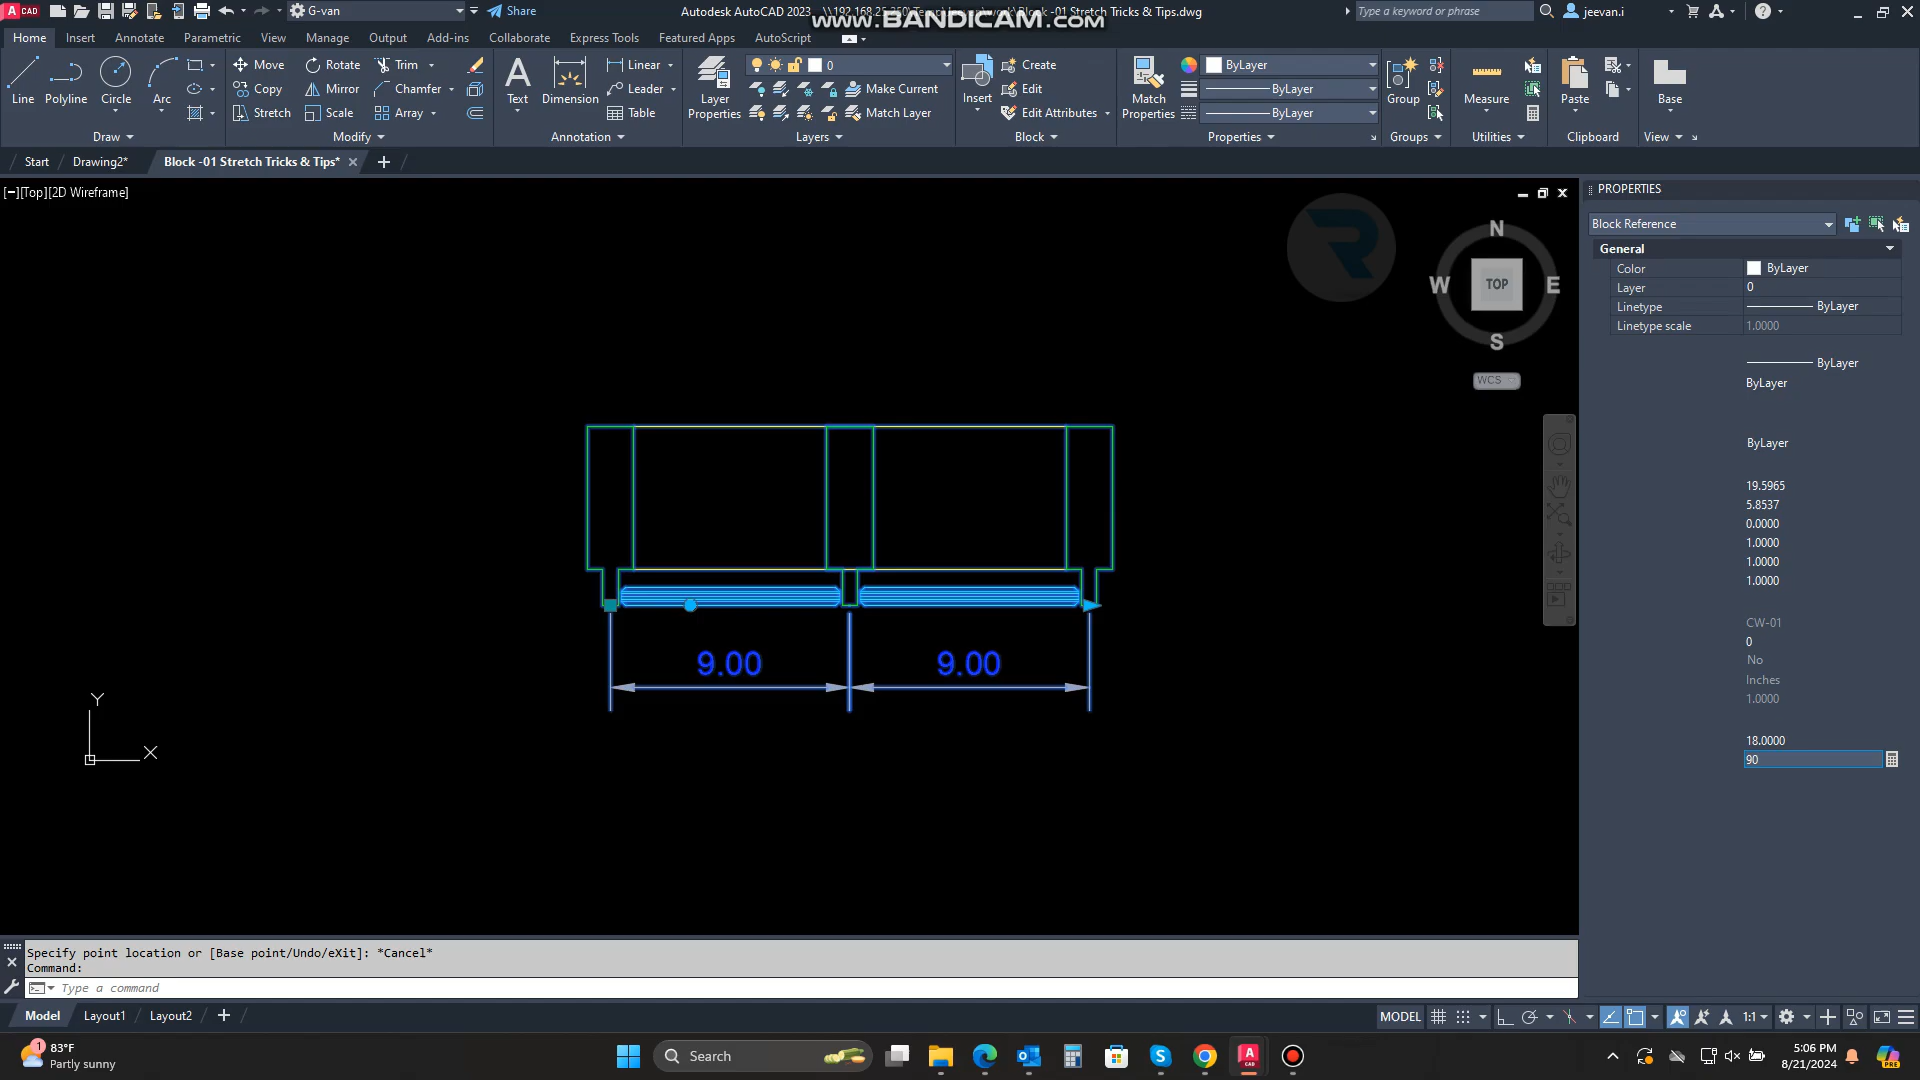 CAD
G-van
Share
Autodesk AutoCAD 2023
Block -01 Stretch Tricks & Tips.dwg
www.BANDICAM.com
Type a keyword or phrase
jeevan.i
Home
Insert
Annotate
Parametric
View
Manage
Output
Add-ins
Collaborate
Express Tools
Featured Apps
AutoScript
Line
Polyline
Circle
Arc
Move
Copy
Stretch
Rotate
Mirror
Scale
Trim
Chamfer
Array
Text
Dimension
Linear
Leader
Table
Layer
Properties
0
Make Current
Match Layer
Insert
Create
Edit
Edit Attributes
Match
Properties
ByLayer
ByLayer
ByLayer
Group
Measure
Paste
Base
Draw
Modify
Annotation
Layers
Block
Properties
Groups
Utilities
Clipboard
View
Start
Drawing2*
Block -01 Stretch Tricks & Tips*
[−][Top][2D Wireframe]
N
W
TOP
E
S
WCS
9.00
9.00
Y
X
PROPERTIES
Block Reference
General
Color ByLayer
Layer 0
Linetype ByLayer
Linetype scale 1.0000
ByLayer
ByLayer
ByLayer
19.5965
5.8537
0.0000
1.0000
1.0000
1.0000
CW-01
0
No
Inches
1.0000
18.0000
90
Specify point location or [Base point/Undo/eXit]: *Cancel*
Command:
Type a command
Model
Layout1
Layout2
MODEL
1:1
1
83°F
Partly sunny
Search
5:06 PM
8/21/2024